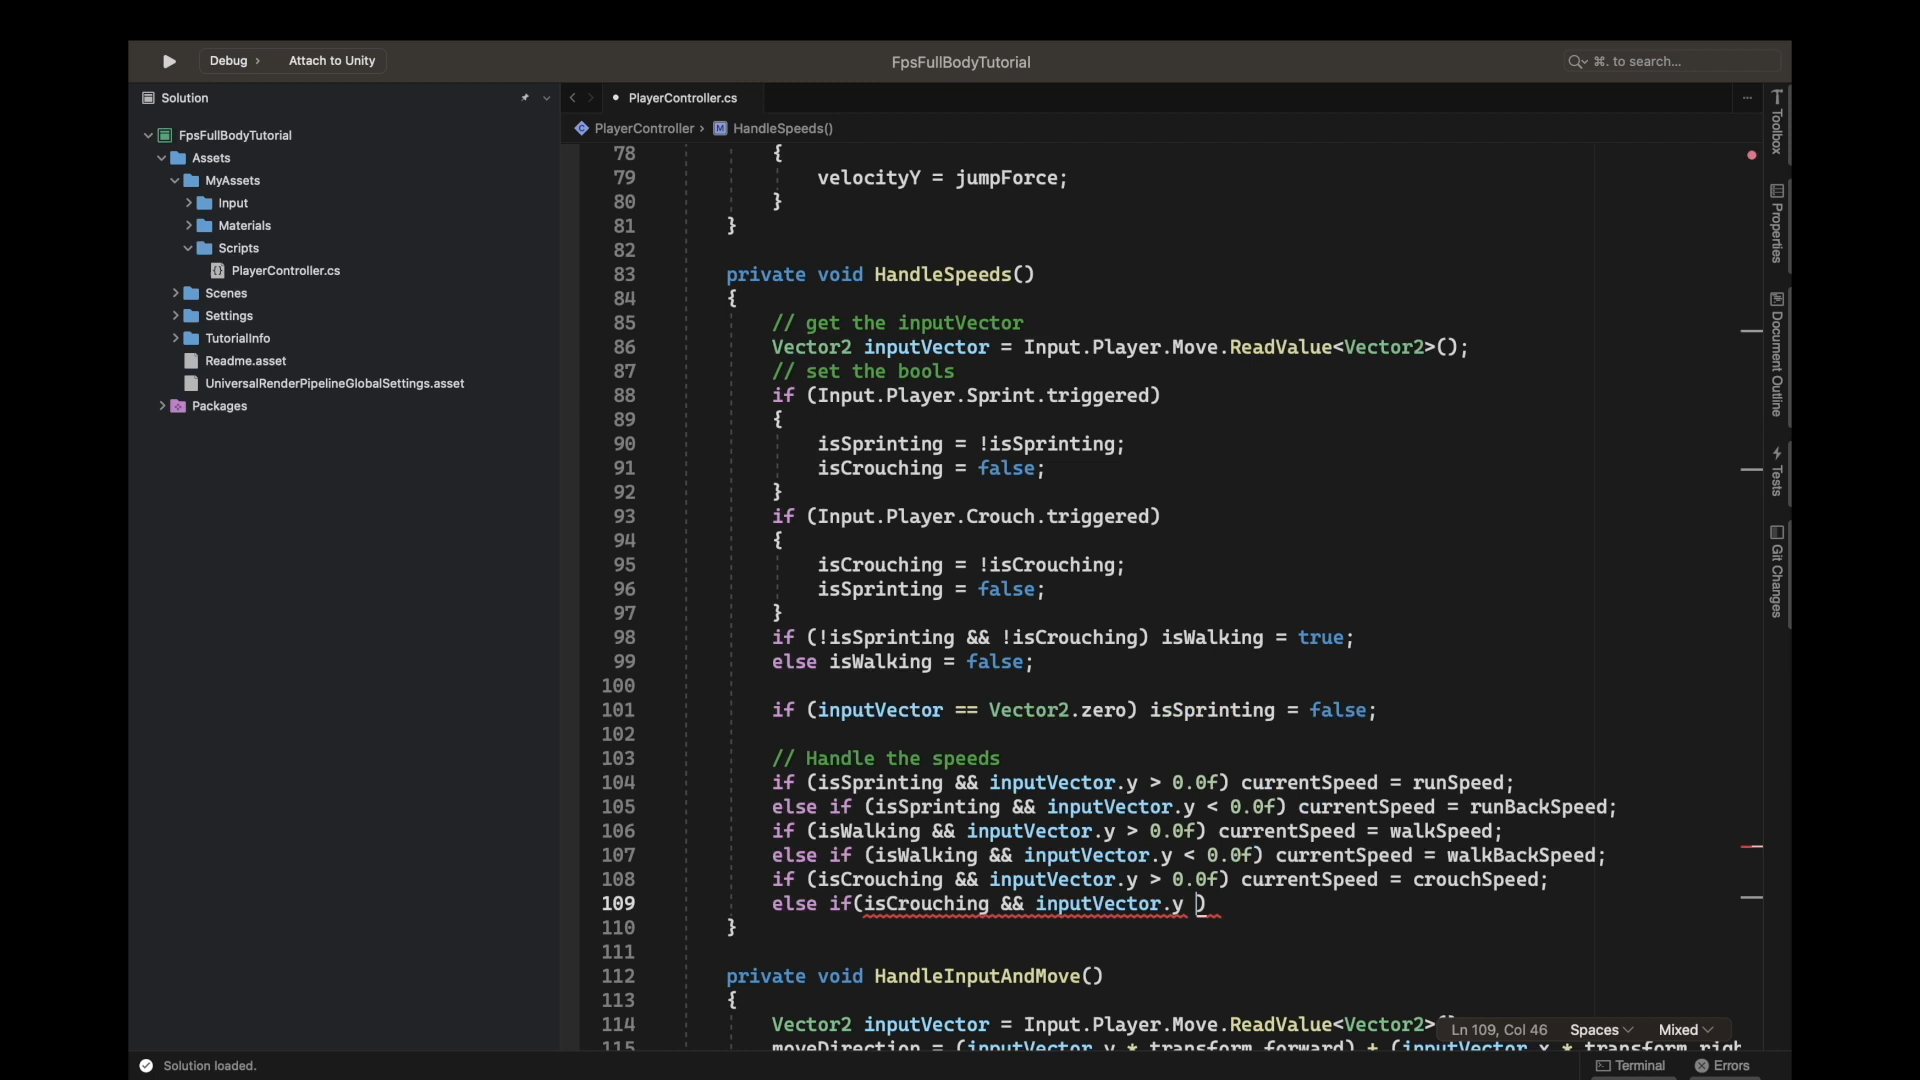 Debug › Attach to Unity
FpsFullBodyTutorial
⌘. to search...
Solution
PlayerController.cs
PlayerController › HandleSpeeds()
FpsFullBodyTutorial
Assets
MyAssets
Input
Materials
Scripts
PlayerController.cs
Scenes
Settings
TutorialInfo
Readme.asset
UniversalRenderPipelineGlobalSettings.asset
Packages
78 {
79 velocityY = jumpForce;
80 }
81 }
82
83 private void HandleSpeeds()
84 {
85 // get the inputVector
86 Vector2 inputVector = Input.Player.Move.ReadValue<Vector2>();
87 // set the bools
88 if (Input.Player.Sprint.triggered)
89 {
90 isSprinting = !isSprinting;
91 isCrouching = false;
92 }
93 if (Input.Player.Crouch.triggered)
94 {
95 isCrouching = !isCrouching;
96 isSprinting = false;
97 }
98 if (!isSprinting && !isCrouching) isWalking = true;
99 else isWalking = false;
100
101 if (inputVector == Vector2.zero) isSprinting = false;
102
103 // Handle the speeds
104 if (isSprinting && inputVector.y > 0.0f) currentSpeed = runSpeed;
105 else if (isSprinting && inputVector.y < 0.0f) currentSpeed = runBackSpeed;
106 if (isWalking && inputVector.y > 0.0f) currentSpeed = walkSpeed;
107 else if (isWalking && inputVector.y < 0.0f) currentSpeed = walkBackSpeed;
108 if (isCrouching && inputVector.y > 0.0f) currentSpeed = crouchSpeed;
109 else if(isCrouching && inputVector.y )
110 }
111
112 private void HandleInputAndMove()
113 {
114 Vector2 inputVector = Input.Player.Move.ReadValue<Vector2>
115 moveDirection = (inputVector.y * transform.forward) + (inputVector.x * transform.righ
Ln 109, Col 46 Spaces Mixed
Toolbox
Properties
Document Outline
Tests
Git Changes
Solution loaded.
Terminal
Errors